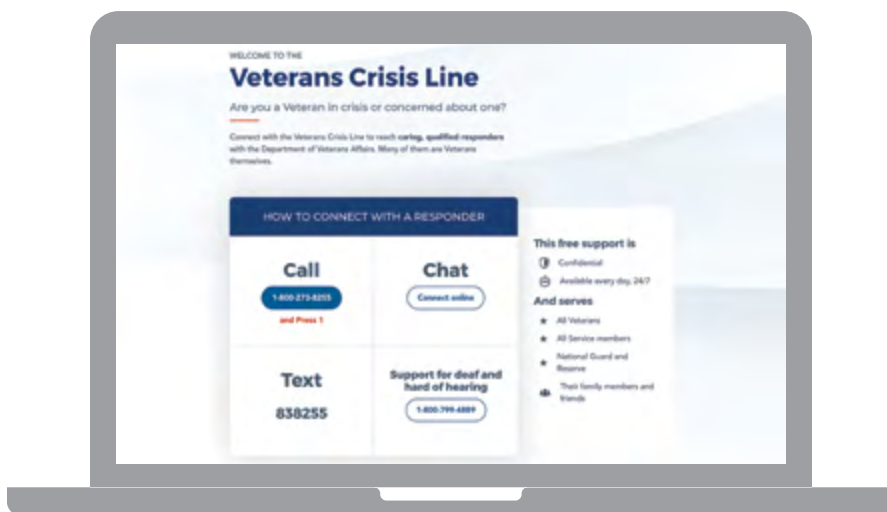 WELCOME TO THE
Veterans Crisis Line
Are you a Veteran in crisis or concerned about one?
Connect with the Veterans Crisis Line to reach caring, qualified responders
with the Department of Veterans Affairs. Many of them are Veterans
themselves.
HOW TO CONNECT WITH A RESPONDER
Call
1-800-273-8255
and Press 1
Chat
Connect online
Text
838255
Support for deaf and
hard of hearing
1-800-799-4889
This free support is
Confidential
Available every day, 24/7
And serves
All Veterans
All Service members
National Guard and
Reserve
Their family members and
friends